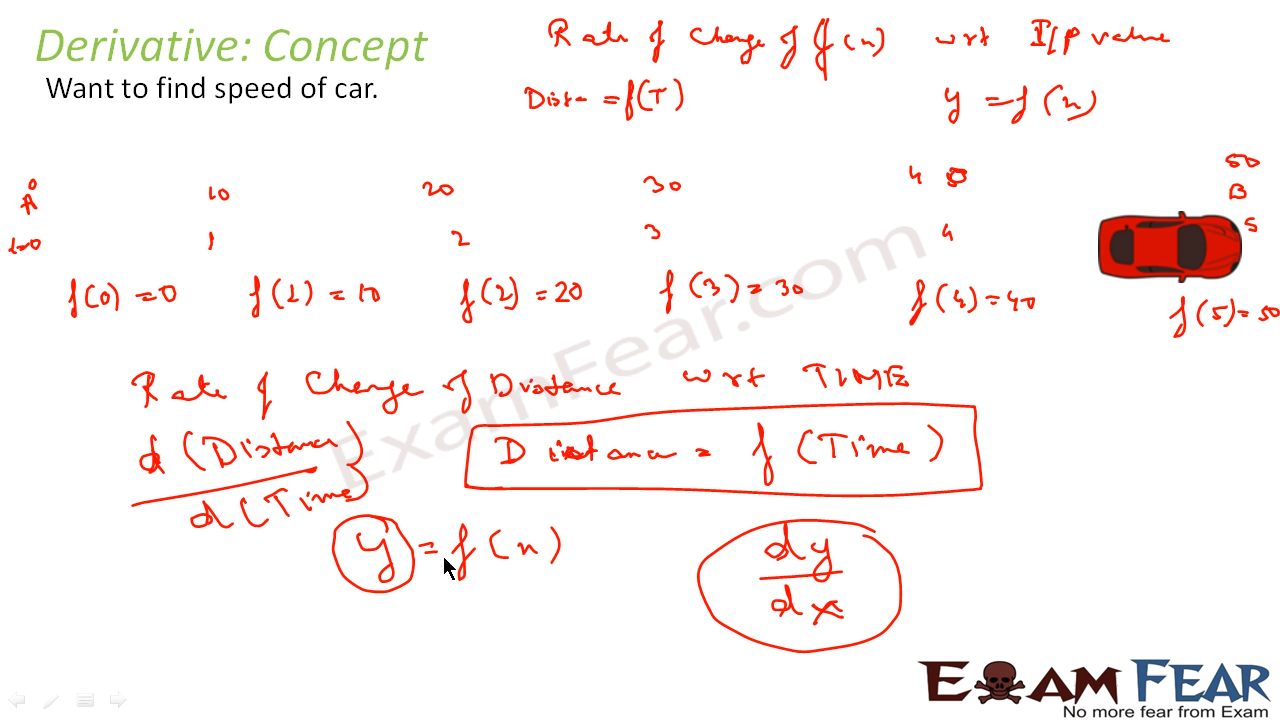 Derivative: Concept
Want to find speed of car.
Rate of Change of f(x) wrt I/p value
Dista = f(T) y = f(x)
0 10 20 30 4 50
A B
t=0 1 2 3 4 5
f(0) = 0 f(1) = 10 f(2) = 20 f(3) = 30 f(4) = 40 f(5) = 50
Rate of Change of Distance wrt TIME
d(Distance)
d(Time)
Distance = f(Time)
y = f(x)
dy
dx
ExamFear.com
EXAM FEAR
No more fear from Exam